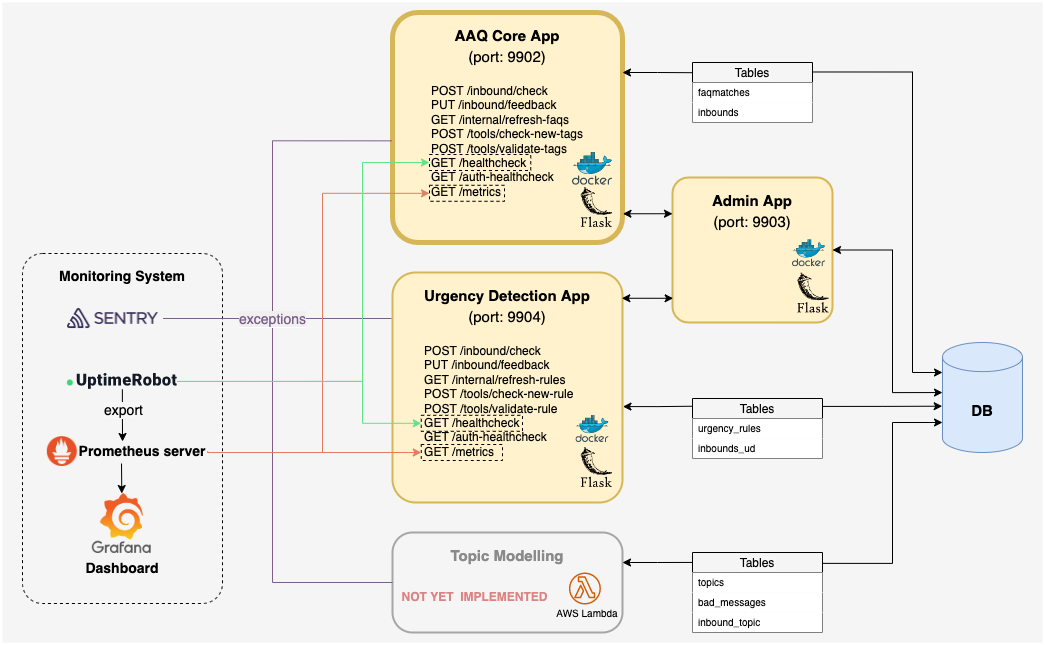 AAQ Core App
(port: 9902)
POST /inbound/check
PUT /inbound/feedback
GET /internal/refresh-faqs
POST /tools/check-new-tags
POST /tools/validate-tags
GET /healthcheck
GET /auth-healthcheck
GET /metrics
docker
Flask
Tables
faqmatches
inbounds
Admin App
(port: 9903)
docker
Flask
Monitoring System
SENTRY
exceptions
UptimeRobot
export
Prometheus server
Grafana
Dashboard
Urgency Detection App
(port: 9904)
POST /inbound/check
PUT /inbound/feedback
GET /internal/refresh-rules
POST /tools/check-new-rule
POST /tools/validate-rule
GET /healthcheck
GET /auth-healthcheck
GET /metrics
docker
Flask
Tables
urgency_rules
inbounds_ud
DB
Topic Modelling
NOT YET IMPLEMENTED
AWS Lambda
Tables
topics
bad_messages
inbound_topic